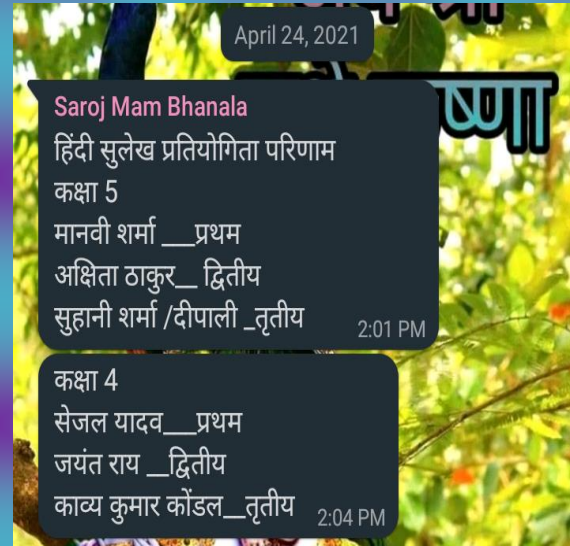 April 24, 2021
ष्णा
Saroj Mam Bhanala
हिंदी सुलेख प्रतियोगिता परिणाम
कक्षा 5
मानवी शर्मा ___प्रथम
अक्षिता ठाकुर__ द्वितीय
सुहानी शर्मा /दीपाली _तृतीय
2:01 PM
कक्षा 4
सेजल यादव___प्रथम
जयंत राय __द्वितीय
काव्य कुमार कोंडल__तृतीय
2:04 PM